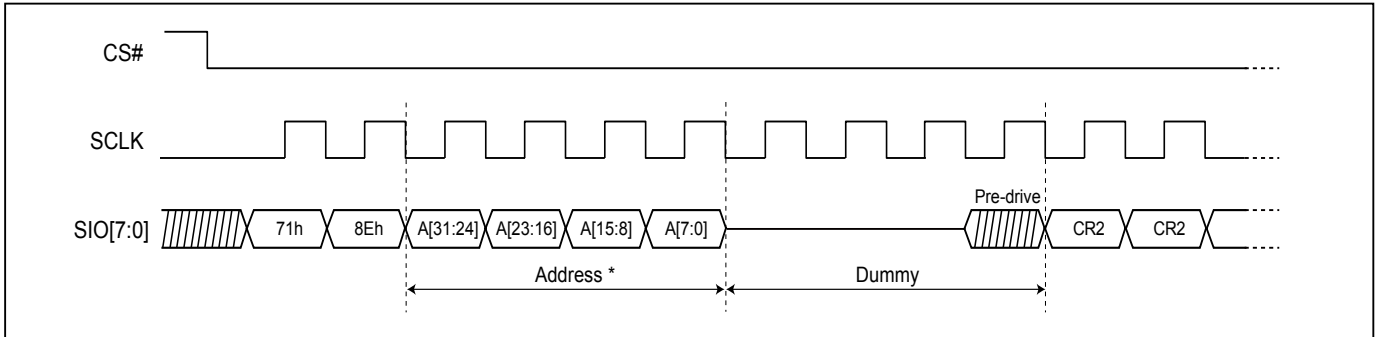 CS#
SCLK
Pre-drive
SIO[7:0] 71h 8Eh A[31:24] A[23:16] A[15:8] A[7:0] CR2 CR2
Address * Dummy